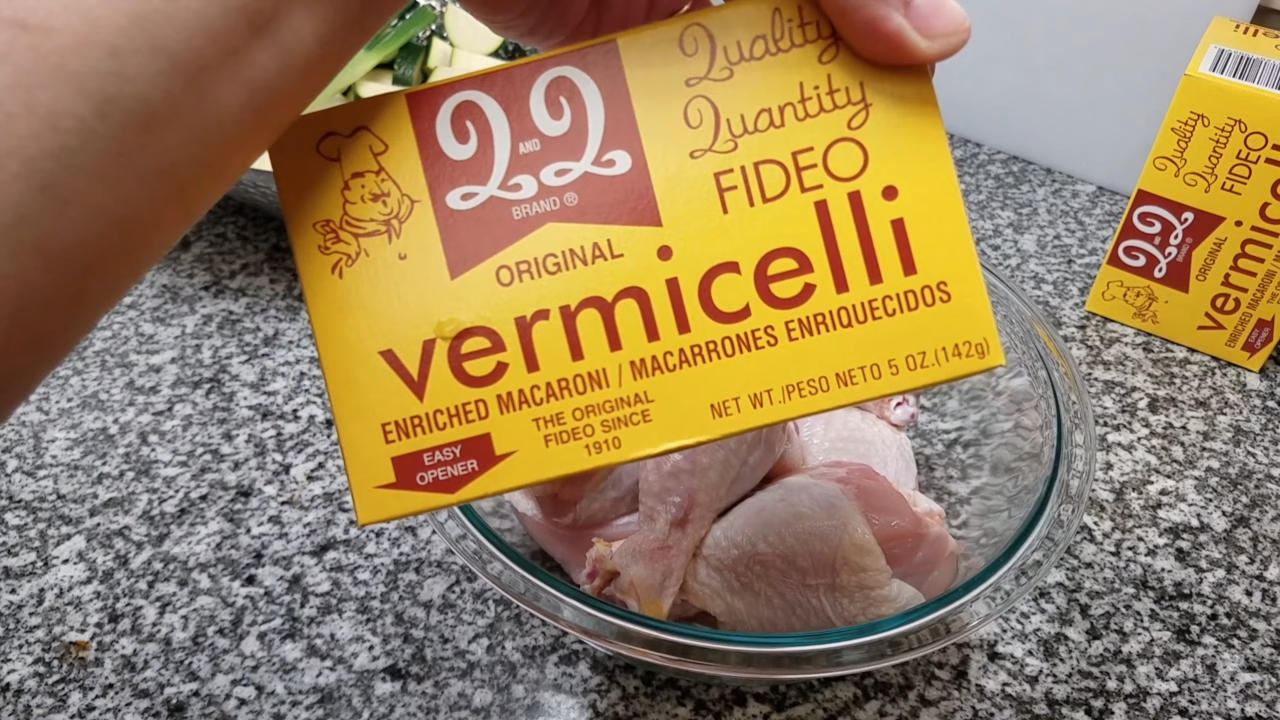 Q AND Q
BRAND ®
Quality
Quantity
FIDEO
ORIGINAL
vermicelli
ENRICHED MACARONI / MACARRONES ENRIQUECIDOS
THE ORIGINAL
FIDEO SINCE
1910
NET WT./PESO NETO 5 OZ.(142g)
EASY
OPENER
Quality
Quantity
FIDEO
Q AND Q
BRAND ®
ORIGINAL
vermicell
ENRICHED MACARONI /
EASY
OPENER